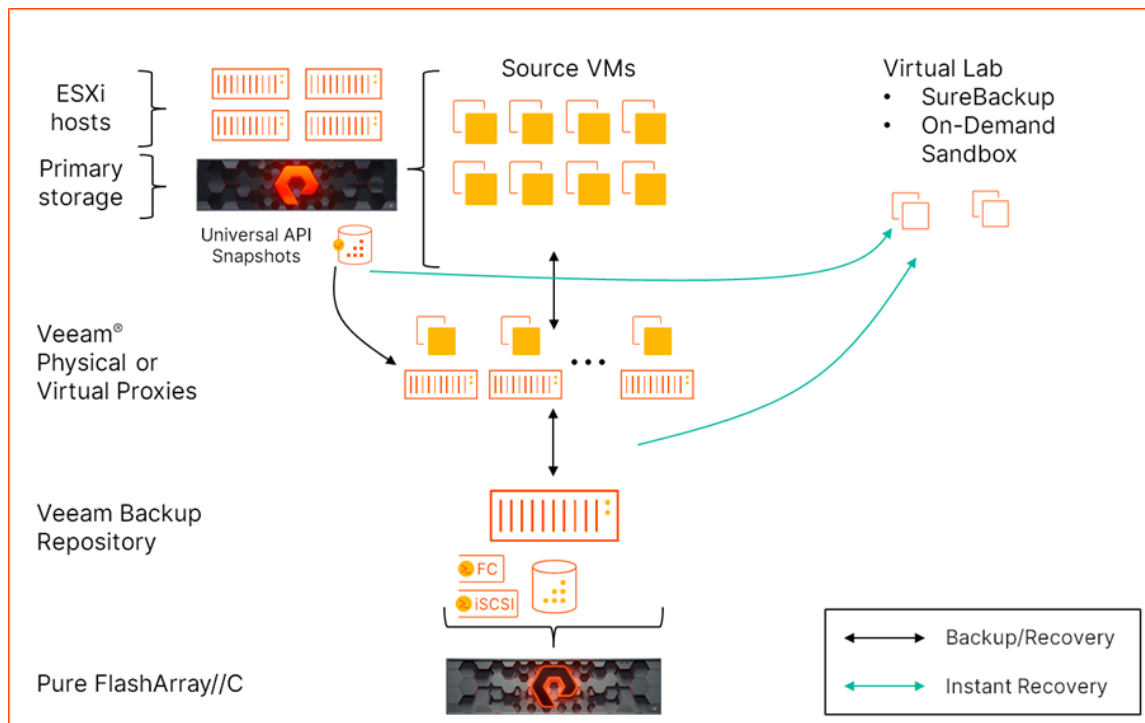 ESXi
hosts
Primary
storage
Universal API
Snapshots
Source VMs
Virtual Lab
• SureBackup
• On-Demand
Sandbox
Veeam®
Physical or
Virtual Proxies
Veeam Backup
Repository
FC
iSCSI
Pure FlashArray//C
Backup/Recovery
Instant Recovery